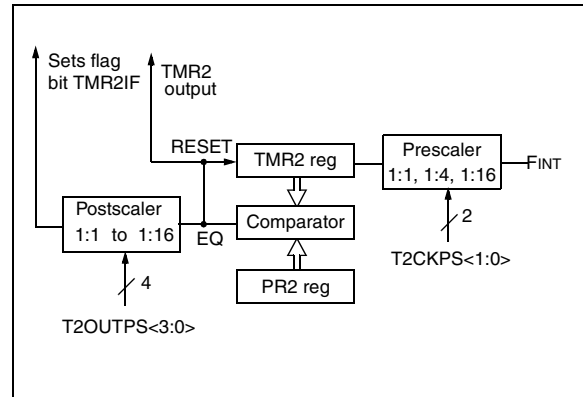 Sets flag
bit TMR2IF
TMR2
output
RESET
TMR2 reg
Prescaler
1:1, 1:4, 1:16
FINT
Postscaler
1:1 to 1:16
EQ
Comparator
2
T2CKPS<1:0>
4
PR2 reg
T2OUTPS<3:0>